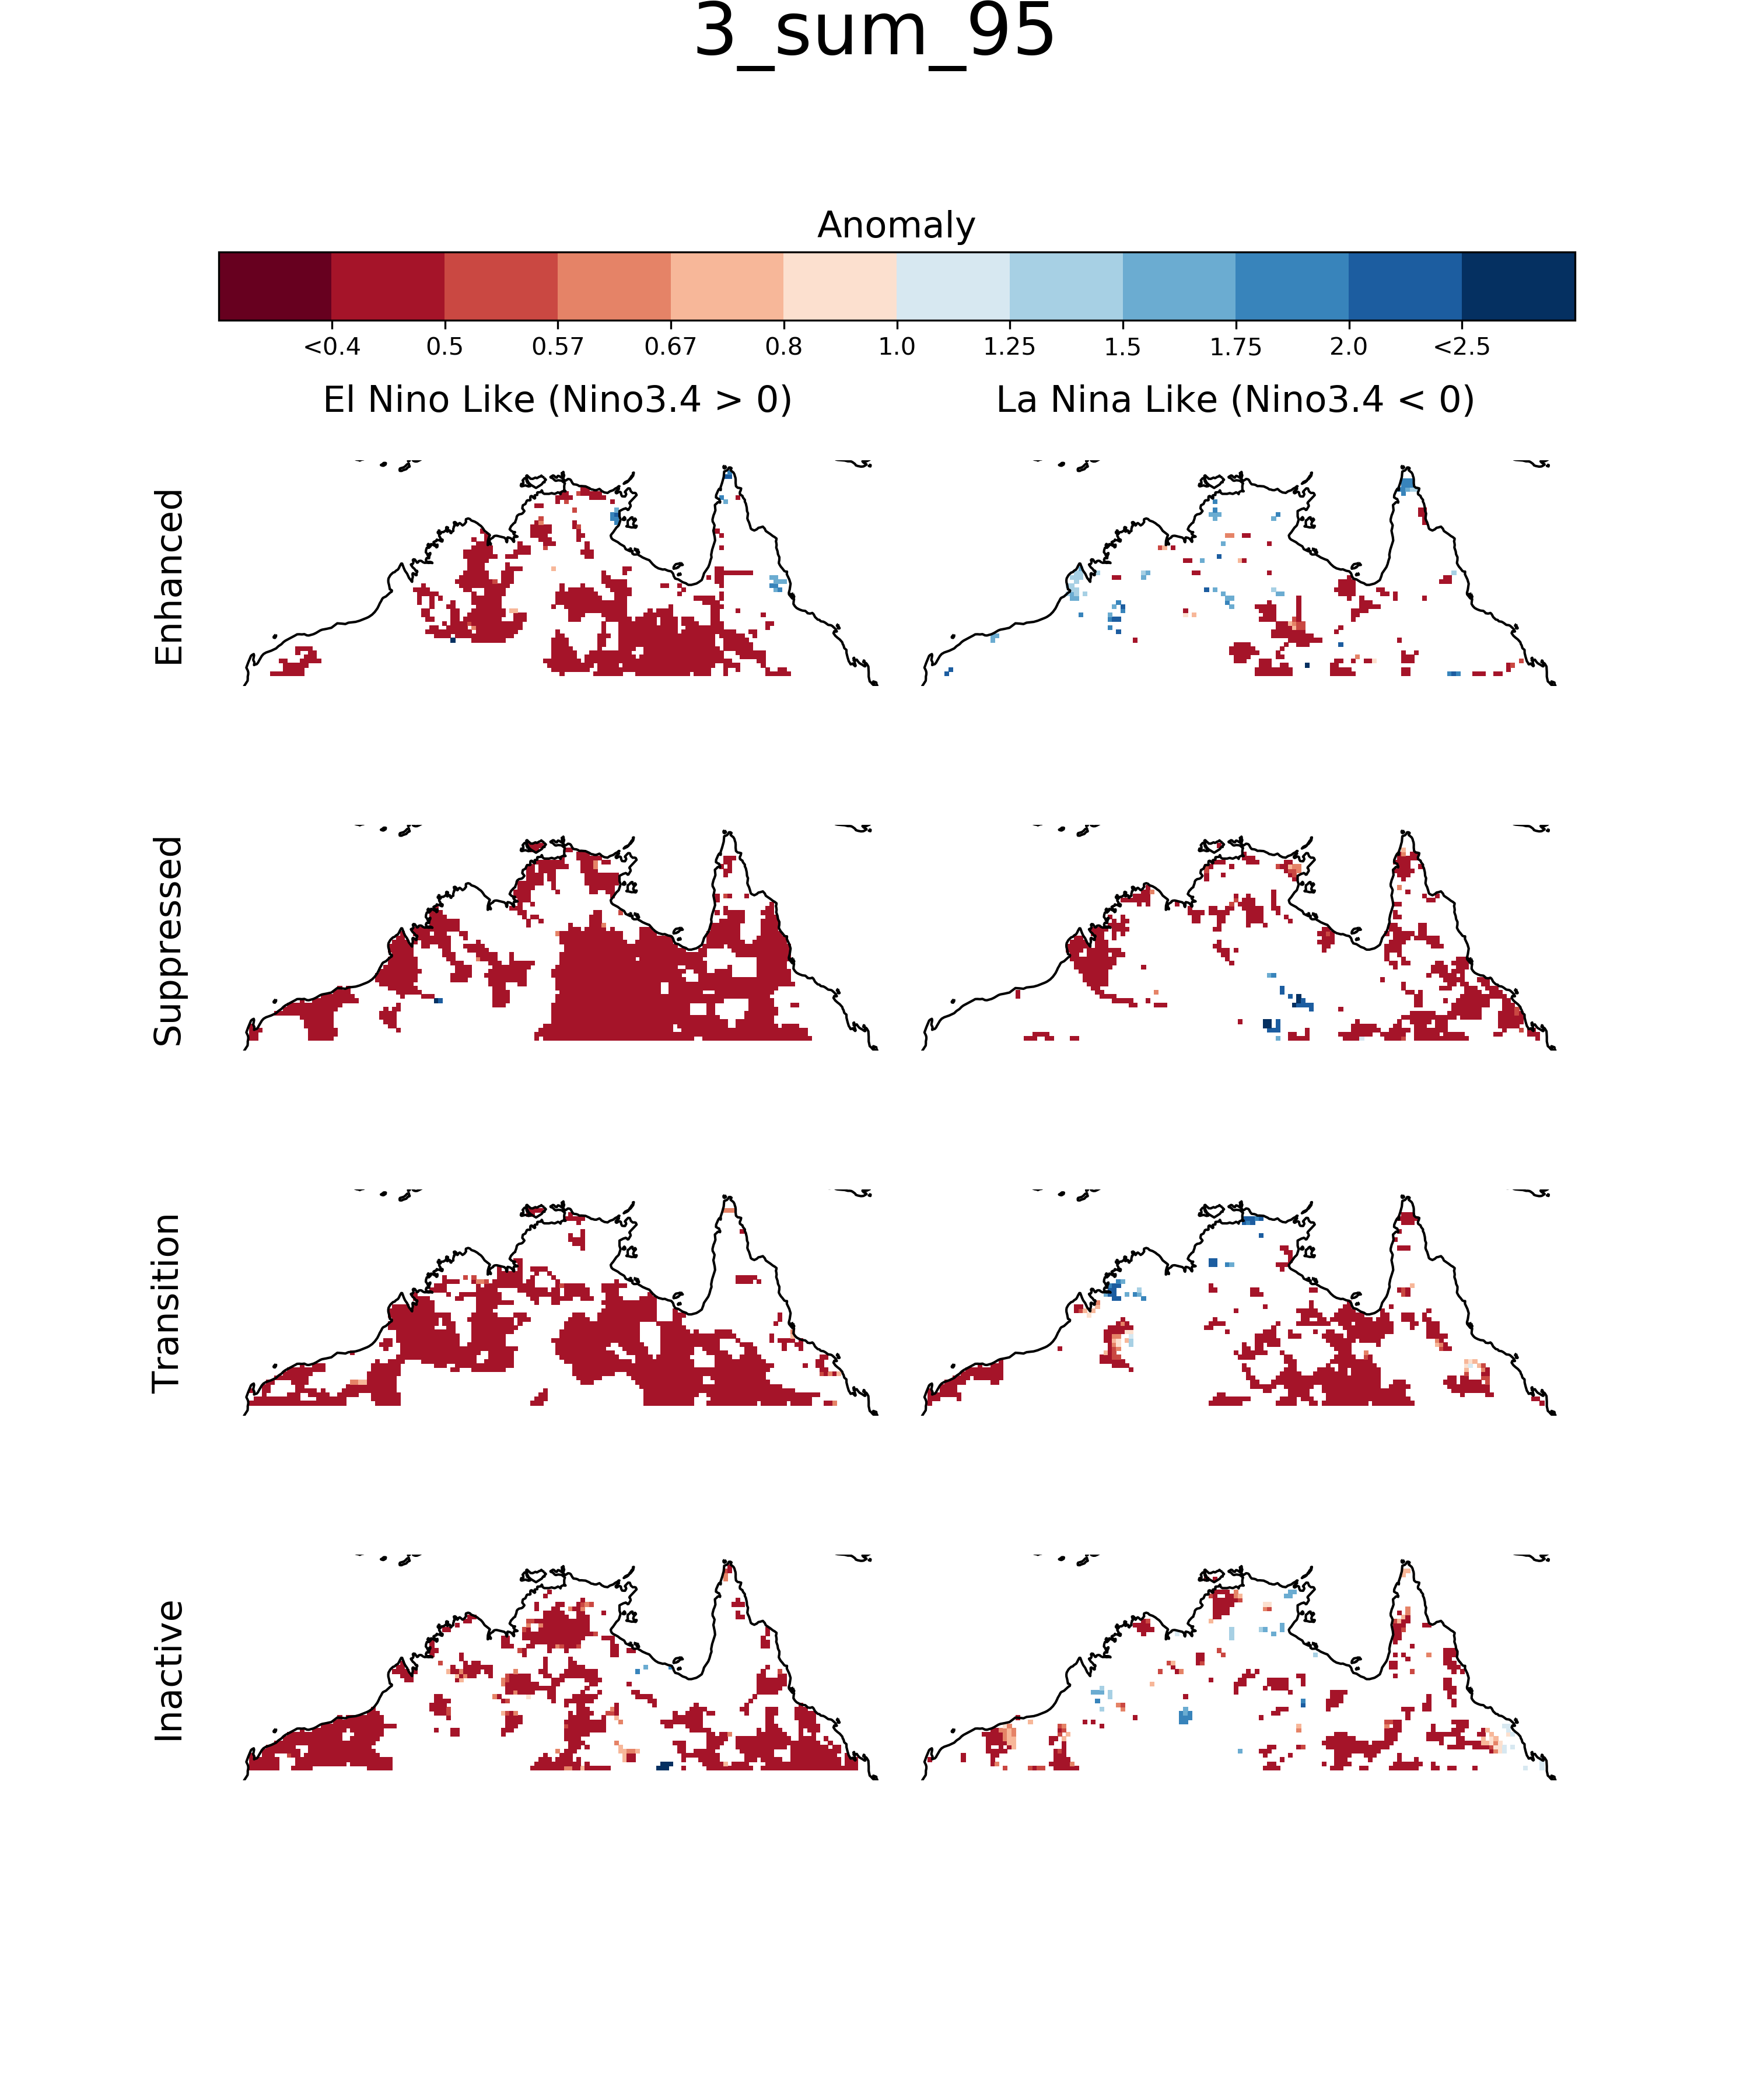 3_sum_95
Anomaly
<0.4 0.5 0.57 0.67 0.8 1.0 1.25 1.5 1.75 2.0 <2.5
El Nino Like (Nino3.4 > 0) La Nina Like (Nino3.4 < 0)
Enhanced
Suppressed
Transition
Inactive